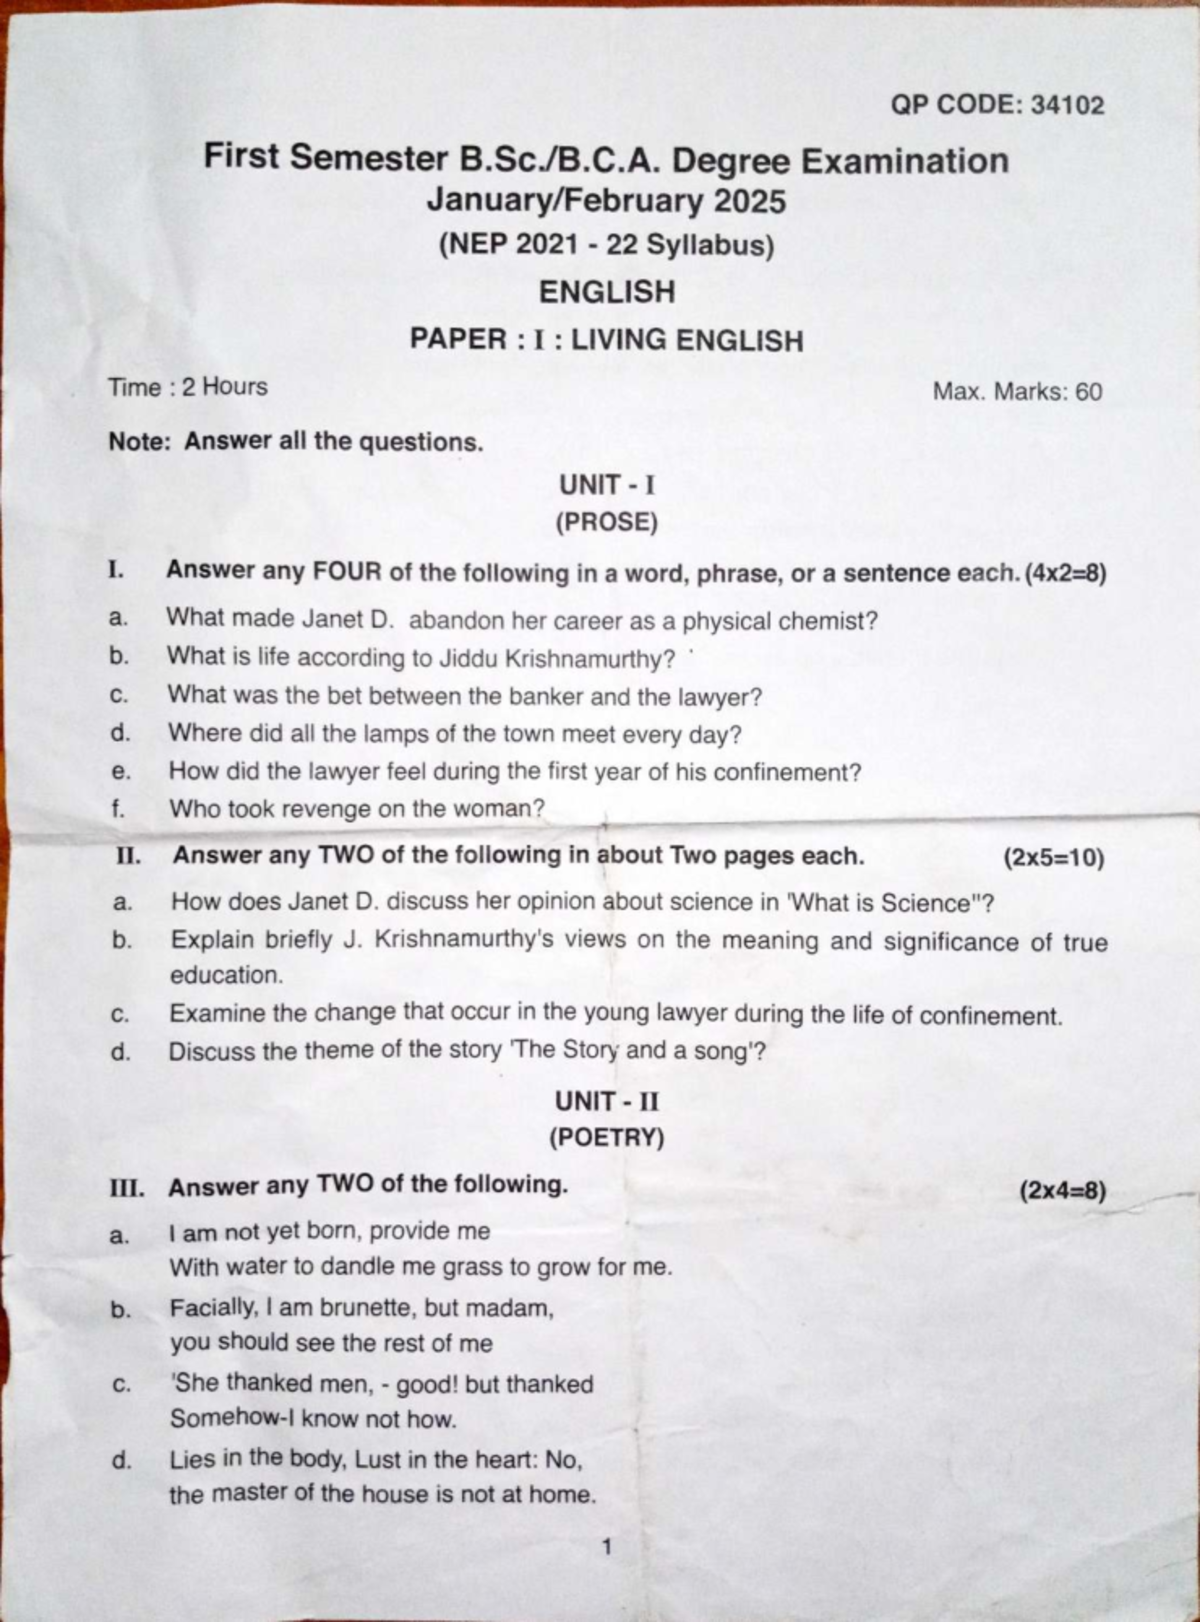 QP CODE: 34102
First Semester B.Sc./B.C.A. Degree Examination
January/February 2025
(NEP 2021 - 22 Syllabus)
ENGLISH
PAPER : I : LIVING ENGLISH
Time : 2 Hours Max. Marks: 60
Note: Answer all the questions.
UNIT - I
(PROSE)
I. Answer any FOUR of the following in a word, phrase, or a sentence each. (4x2=8)
a. What made Janet D. abandon her career as a physical chemist?
b. What is life according to Jiddu Krishnamurthy?
c. What was the bet between the banker and the lawyer?
d. Where did all the lamps of the town meet every day?
e. How did the lawyer feel during the first year of his confinement?
f. Who took revenge on the woman?
II. Answer any TWO of the following in about Two pages each. (2x5=10)
a. How does Janet D. discuss her opinion about science in 'What is Science"?
b. Explain briefly J. Krishnamurthy's views on the meaning and significance of true
education.
c. Examine the change that occur in the young lawyer during the life of confinement.
d. Discuss the theme of the story 'The Story and a song'?
UNIT - II
(POETRY)
III. Answer any TWO of the following. (2x4=8)
a. I am not yet born, provide me
With water to dandle me grass to grow for me.
b. Facially, I am brunette, but madam,
you should see the rest of me
c. 'She thanked men, - good! but thanked
Somehow-I know not how.
d. Lies in the body, Lust in the heart: No,
the master of the house is not at home.
1